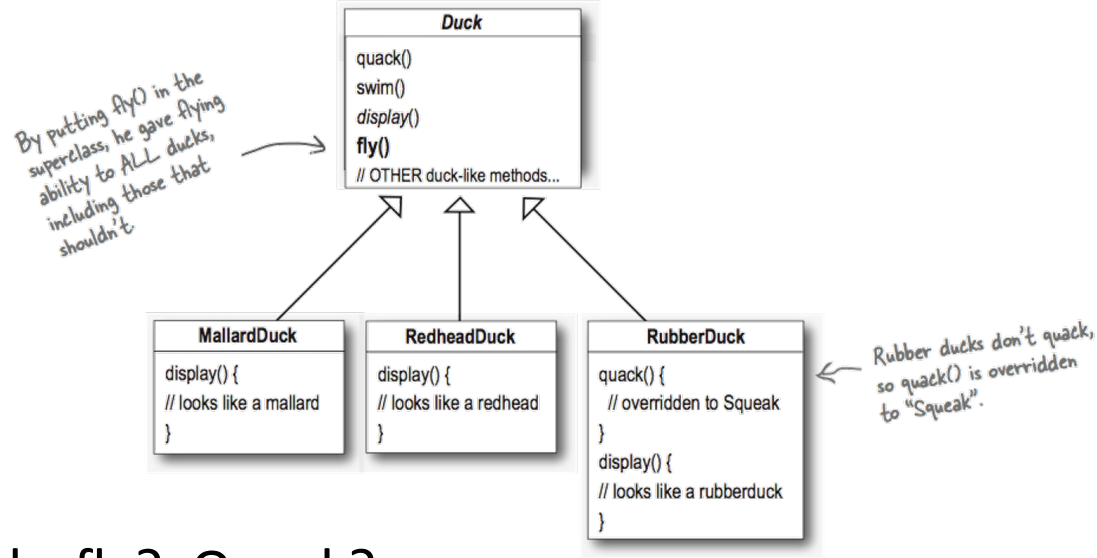 Duck
quack()
swim()
display()
fly()
// OTHER duck-like methods...
By putting fly() in the
superclass, he gave flying
ability to ALL ducks,
including those that
shouldn't.
MallardDuck
display() {
// looks like a mallard
}
RedheadDuck
display() {
// looks like a redhead
}
RubberDuck
quack() {
// overridden to Squeak
}
display() {
// looks like a rubberduck
}
Rubber ducks don't quack,
so quack() is overridden
to "Squeak".